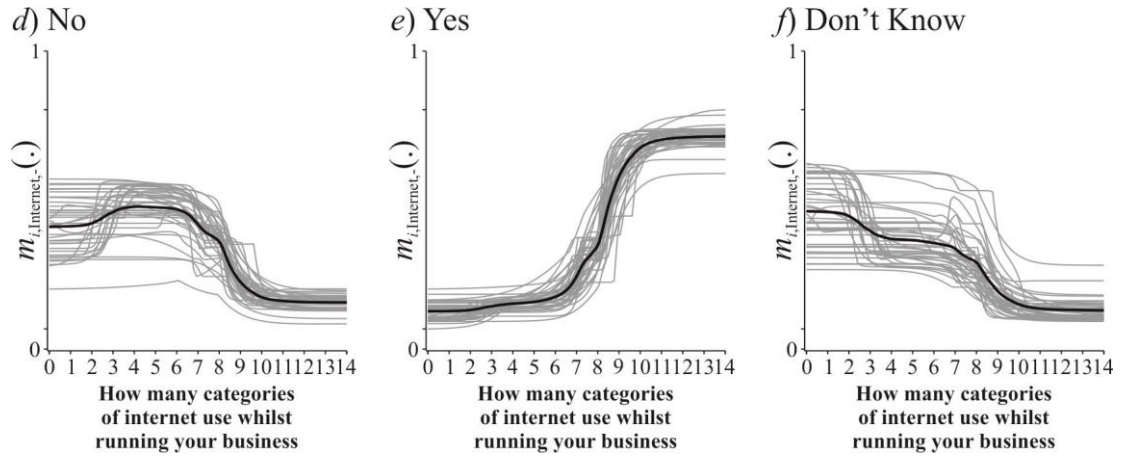 d) No
1
m_{i,Internet,-}(.)
0
0 1 2 3 4 5 6 7 8 9 10 11 12 13 14
How many categories
of internet use whilst
running your business
e) Yes
1
m_{i,Internet,-}(.)
0
0 1 2 3 4 5 6 7 8 9 10 11 12 13 14
How many categories
of internet use whilst
running your business
f) Don't Know
1
m_{i,Internet,-}(.)
0
0 1 2 3 4 5 6 7 8 9 10 11 12 13 14
How many categories
of internet use whilst
running your business